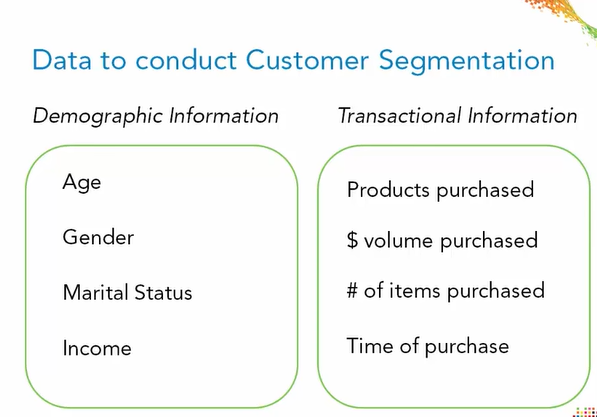 Data to conduct Customer Segmentation
Demographic Information
Age
Gender
Marital Status
Income
Transactional Information
Products purchased
$ volume purchased
# of items purchased
Time of purchase